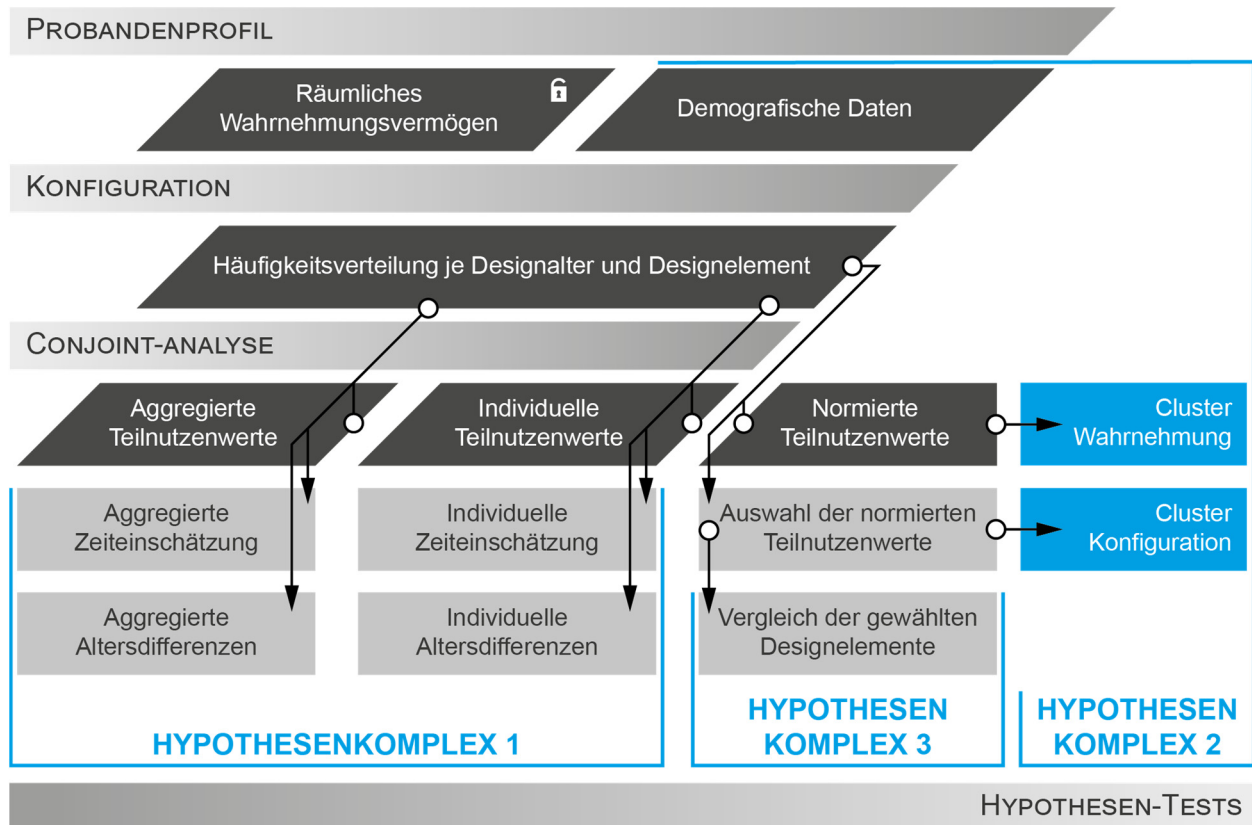 PROBANDENPROFIL
Räumliches
Wahrnehmungsvermögen
Demografische Daten
KONFIGURATION
Häufigkeitsverteilung je Designalter und Designelement
CONJOINT-ANALYSE
Aggregierte
Teilnutzenwerte
Individuelle
Teilnutzenwerte
Normierte
Teilnutzenwerte
Cluster
Wahrnehmung
Aggregierte
Zeiteinschätzung
Individuelle
Zeiteinschätzung
Auswahl der normierten
Teilnutzenwerte
Cluster
Konfiguration
Aggregierte
Altersdifferenzen
Individuelle
Altersdifferenzen
Vergleich der gewählten
Designelemente
HYPOTHESENKOMPLEX 1
HYPOTHESEN
KOMPLEX 3
HYPOTHESEN
KOMPLEX 2
HYPOTHESEN-TESTS